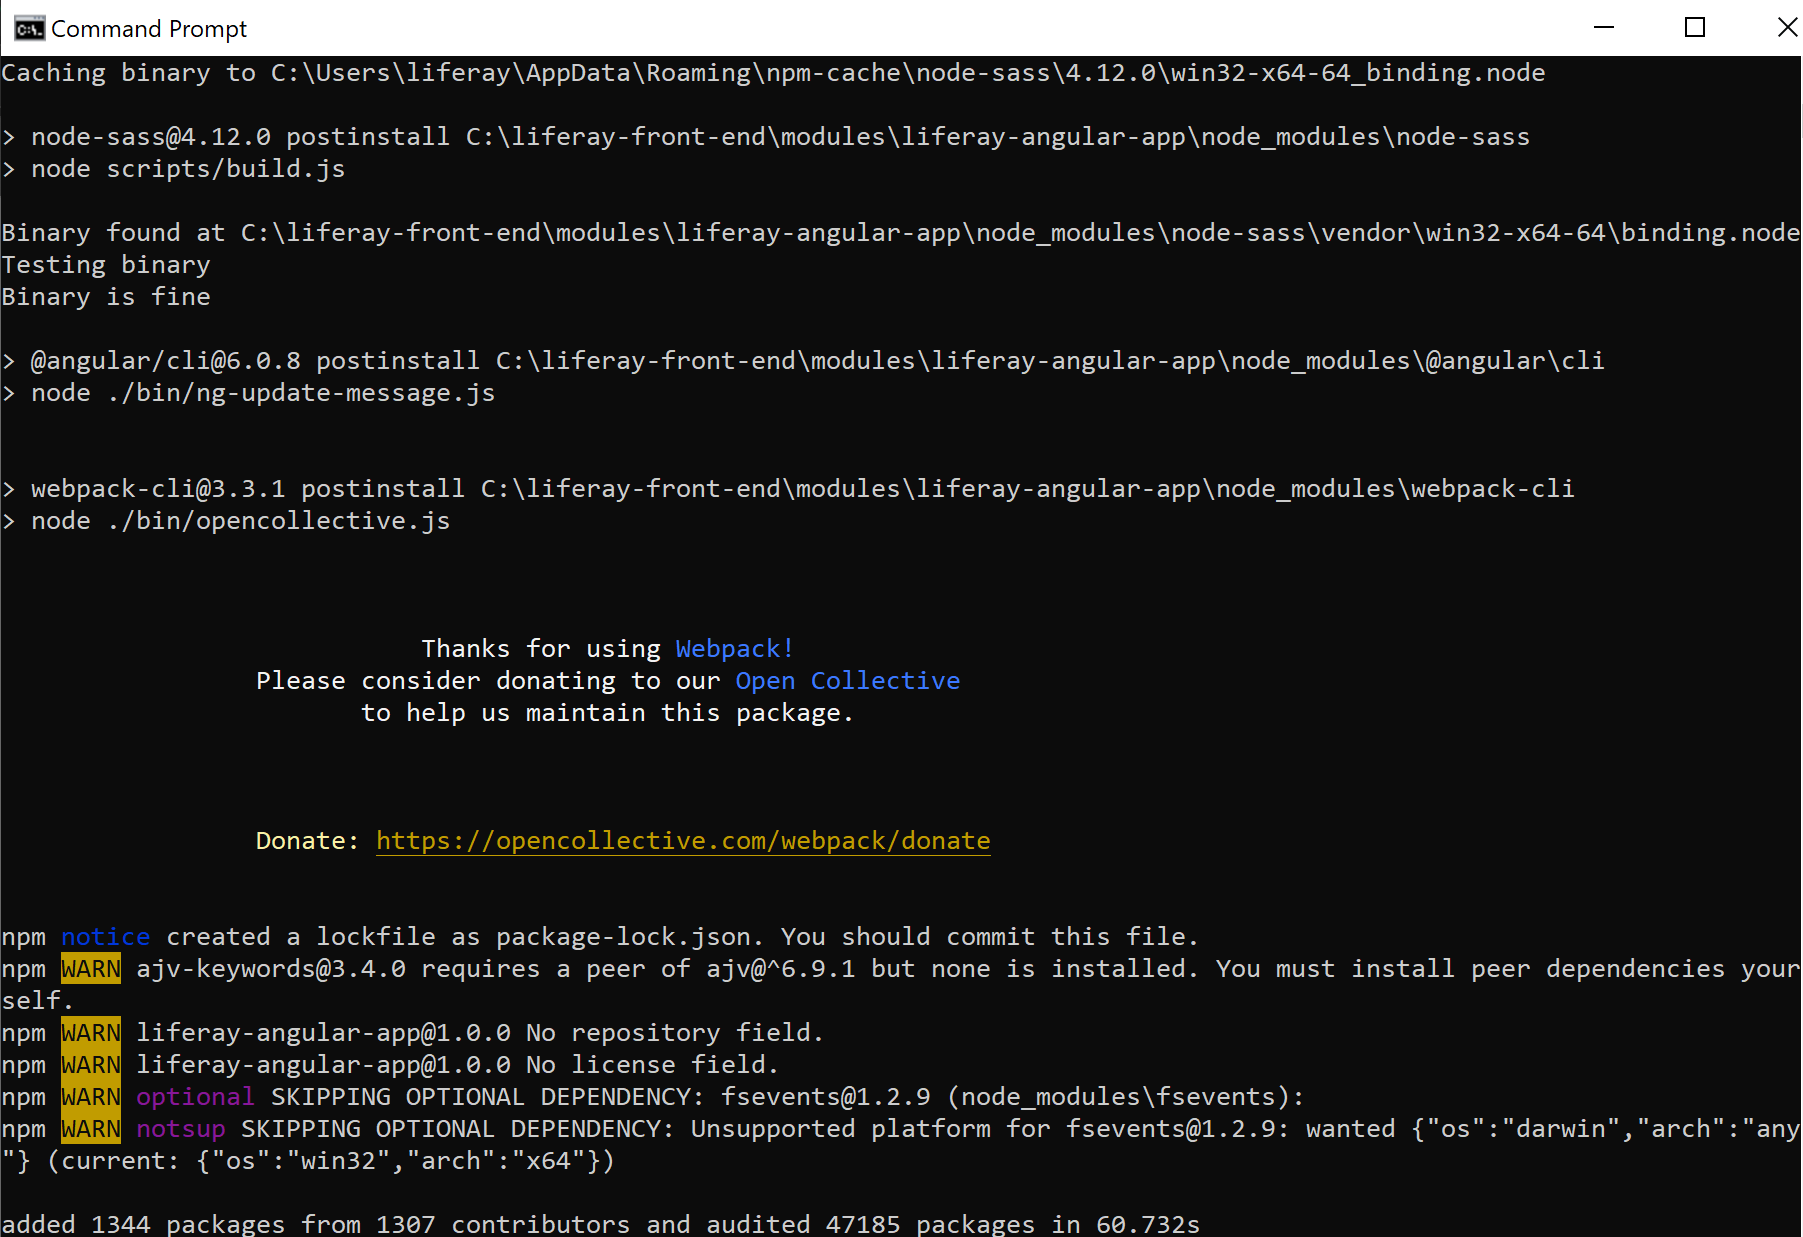 Command Prompt
Caching binary to C:\Users\liferay\AppData\Roaming\npm-cache\node-sass\4.12.0\win32-x64-64_binding.node
> node-sass@4.12.0 postinstall C:\liferay-front-end\modules\liferay-angular-app\node_modules\node-sass
> node scripts/build.js
Binary found at C:\liferay-front-end\modules\liferay-angular-app\node_modules\node-sass\vendor\win32-x64-64\binding.node
Testing binary
Binary is fine
> @angular/cli@6.0.8 postinstall C:\liferay-front-end\modules\liferay-angular-app\node_modules\@angular\cli
> node ./bin/ng-update-message.js
> webpack-cli@3.3.1 postinstall C:\liferay-front-end\modules\liferay-angular-app\node_modules\webpack-cli
> node ./bin/opencollective.js
Thanks for using Webpack!
Please consider donating to our Open Collective
to help us maintain this package.
Donate: https://opencollective.com/webpack/donate
npm notice created a lockfile as package-lock.json. You should commit this file.
npm WARN ajv-keywords@3.4.0 requires a peer of ajv@^6.9.1 but none is installed. You must install peer dependencies your
self.
npm WARN liferay-angular-app@1.0.0 No repository field.
npm WARN liferay-angular-app@1.0.0 No license field.
npm WARN optional SKIPPING OPTIONAL DEPENDENCY: fsevents@1.2.9 (node_modules\fsevents):
npm WARN notsup SKIPPING OPTIONAL DEPENDENCY: Unsupported platform for fsevents@1.2.9: wanted {"os":"darwin","arch":"any
"} (current: {"os":"win32","arch":"x64"})
added 1344 packages from 1307 contributors and audited 47185 packages in 60.732s